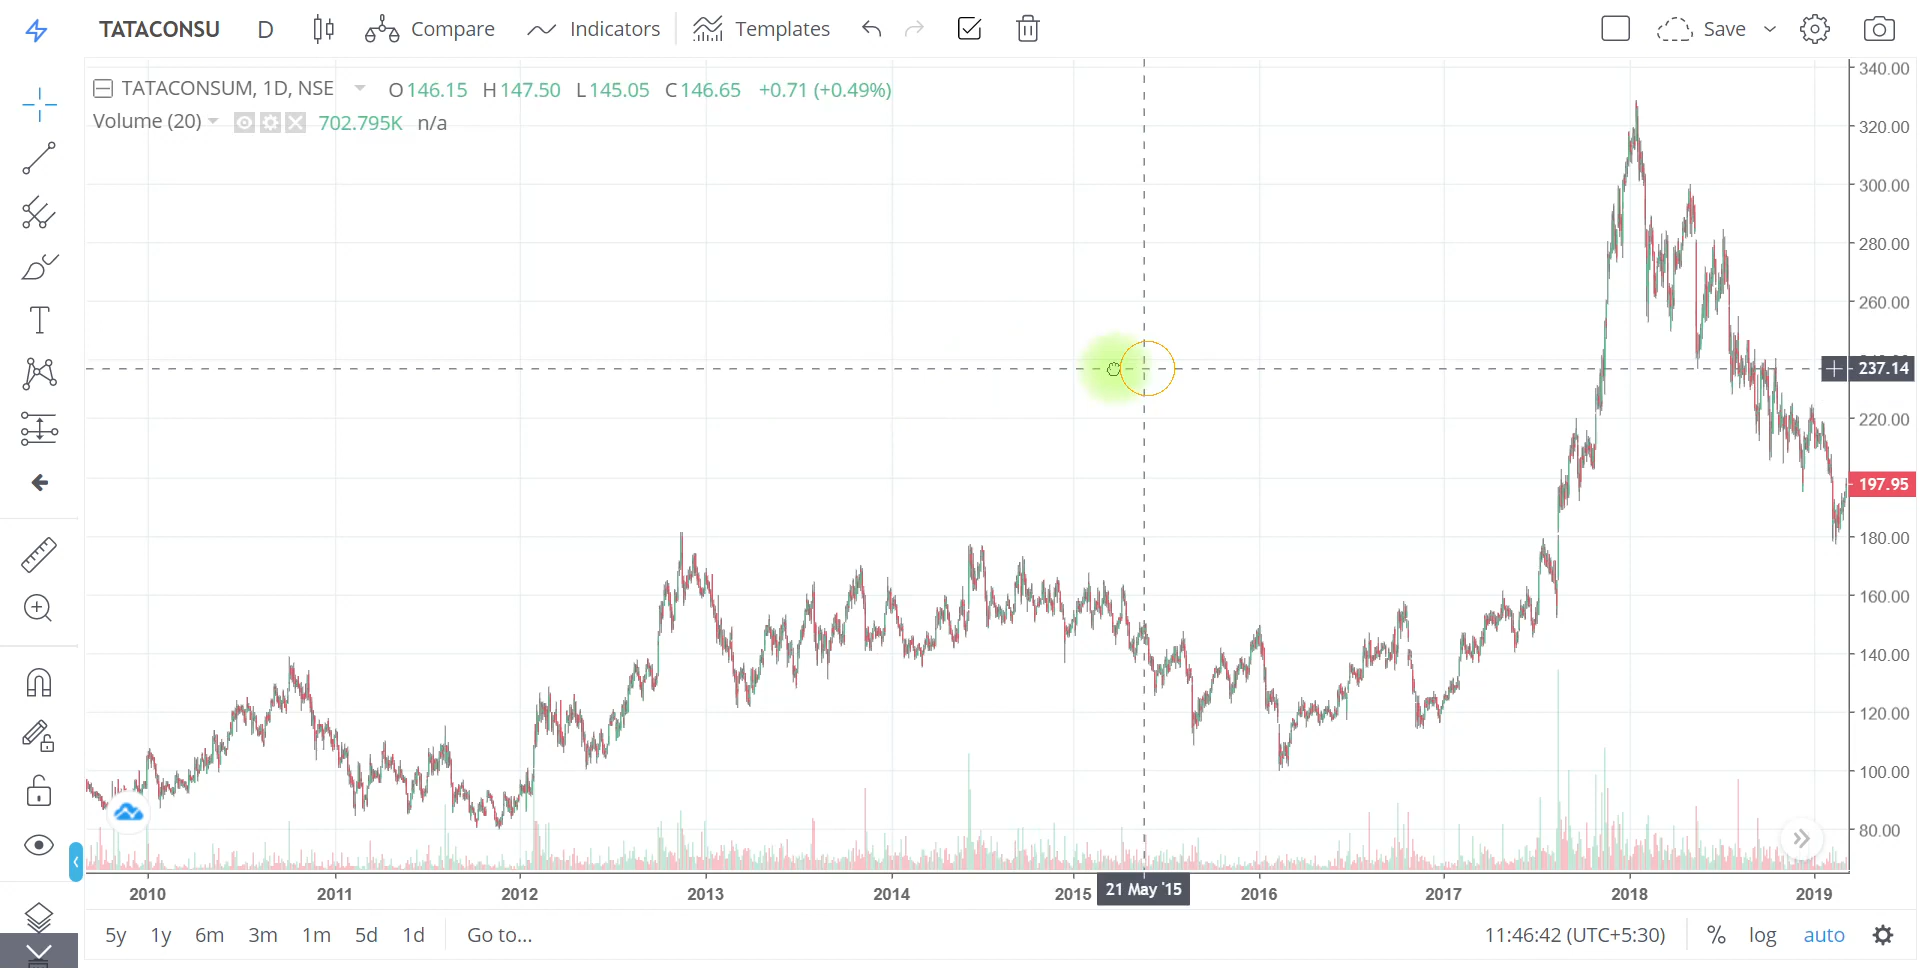 TATACONSU D Compare Indicators Templates Save
TATACONSUM, 1D, NSE O146.15 H147.50 L145.05 C146.65 +0.71 (+0.49%)
Volume (20) 702.795K n/a
340.00
320.00
300.00
280.00
260.00
237.14
220.00
197.95
180.00
160.00
140.00
120.00
100.00
80.00
2010 2011 2012 2013 2014 2015 21 May '15 2016 2017 2018 2019
5y 1y 6m 3m 1m 5d 1d Go to... 11:46:42 (UTC+5:30) % log auto